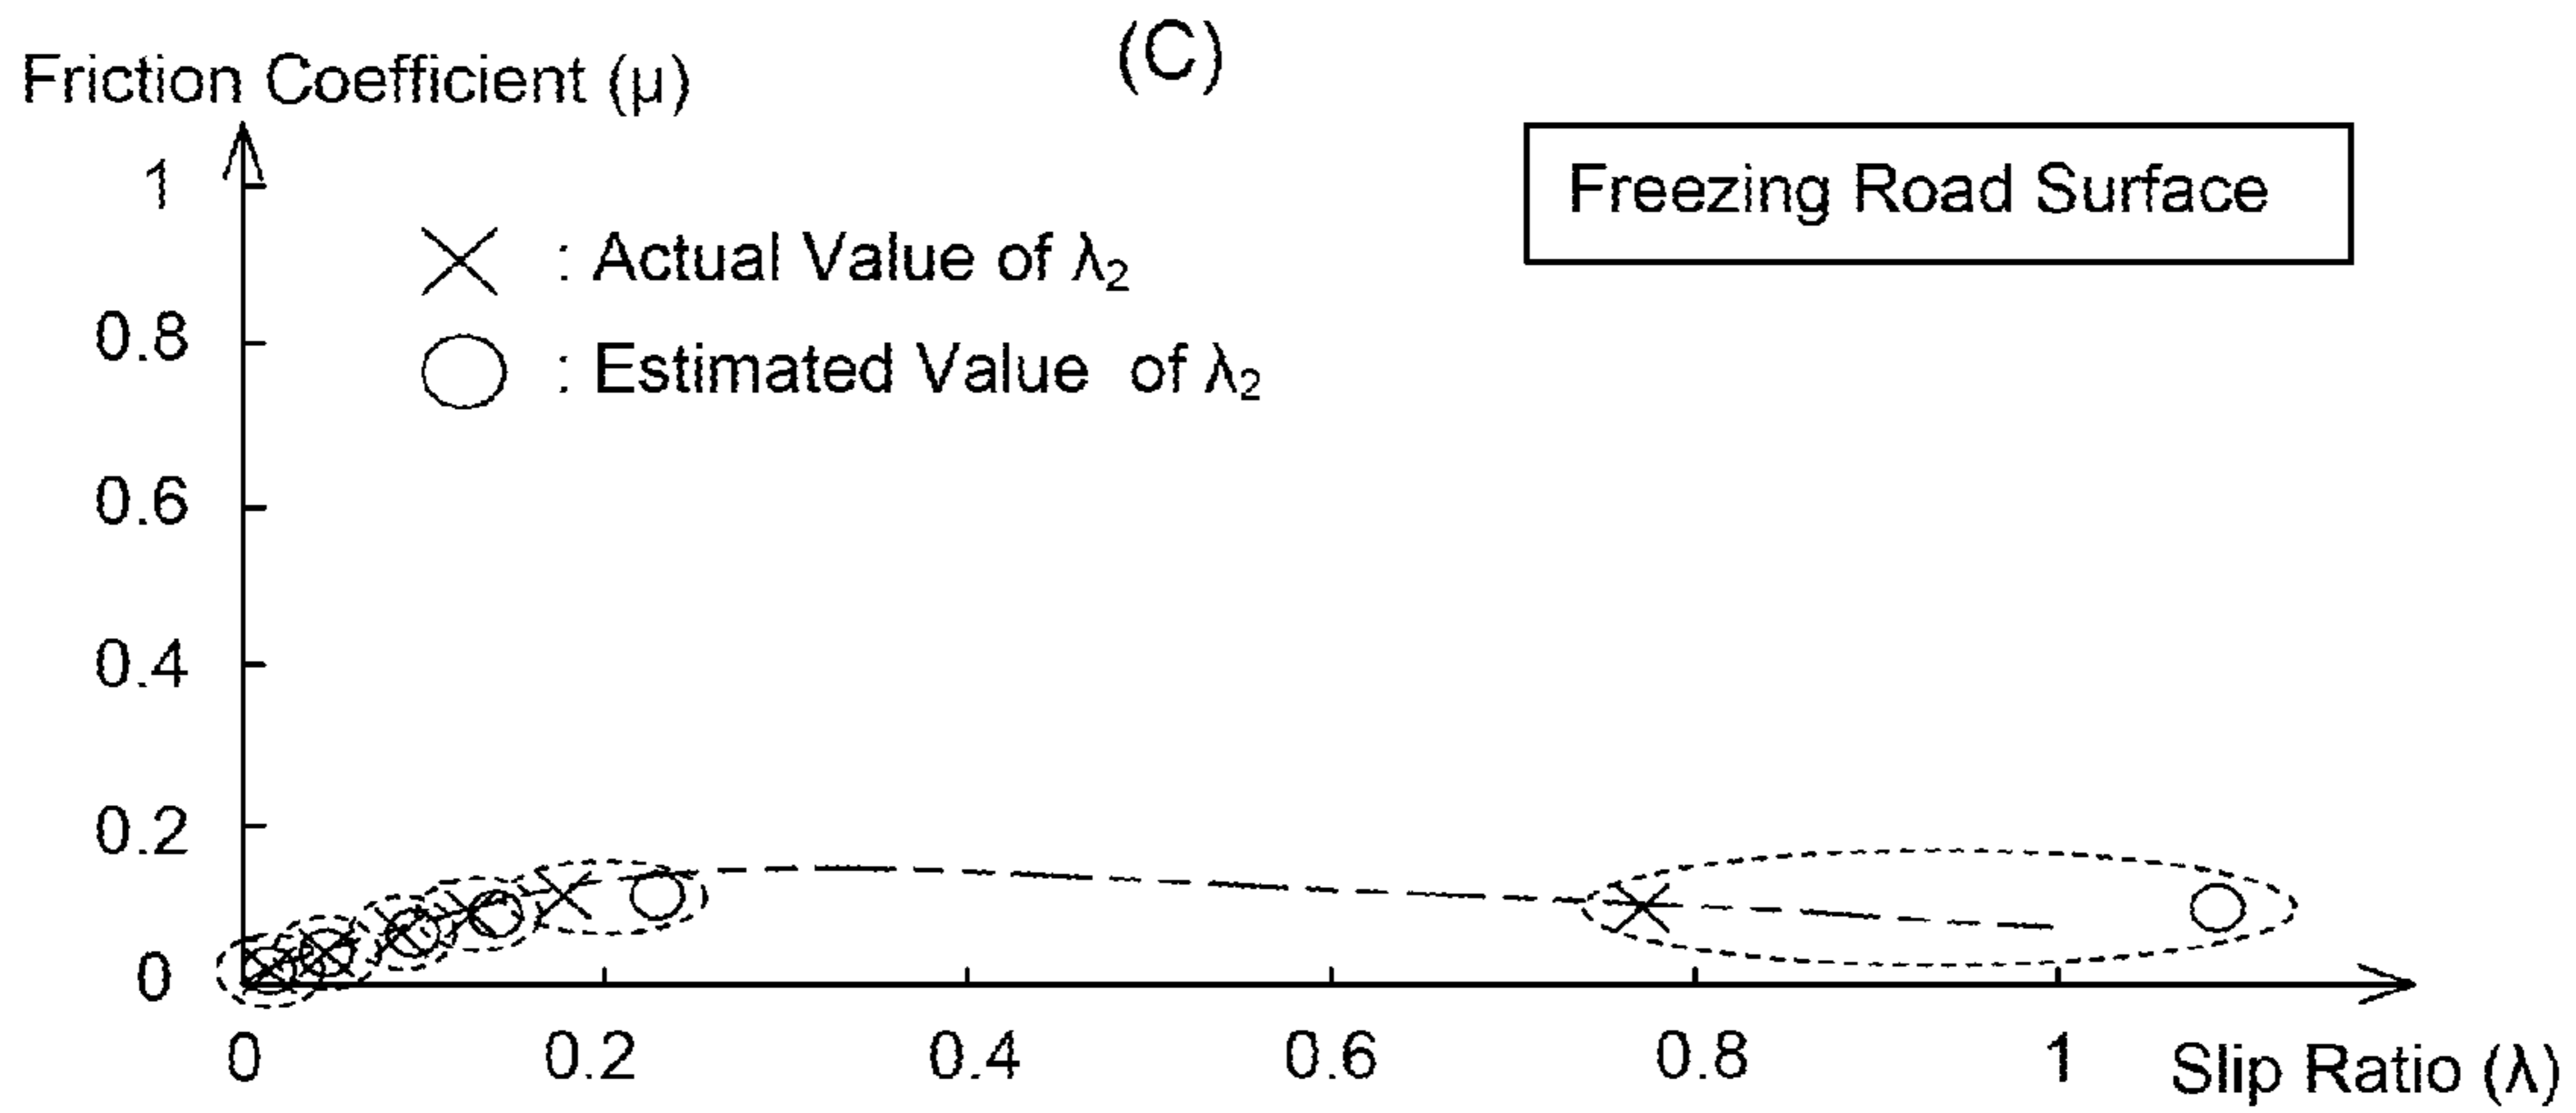 (C)
Friction Coefficient (μ)
Freezing Road Surface
1
: Actual Value of λ₂
0.8
: Estimated Value of λ₂
0.6
0.4
0.2
0
0 0.2 0.4 0.6 0.8 1 Slip Ratio (λ)